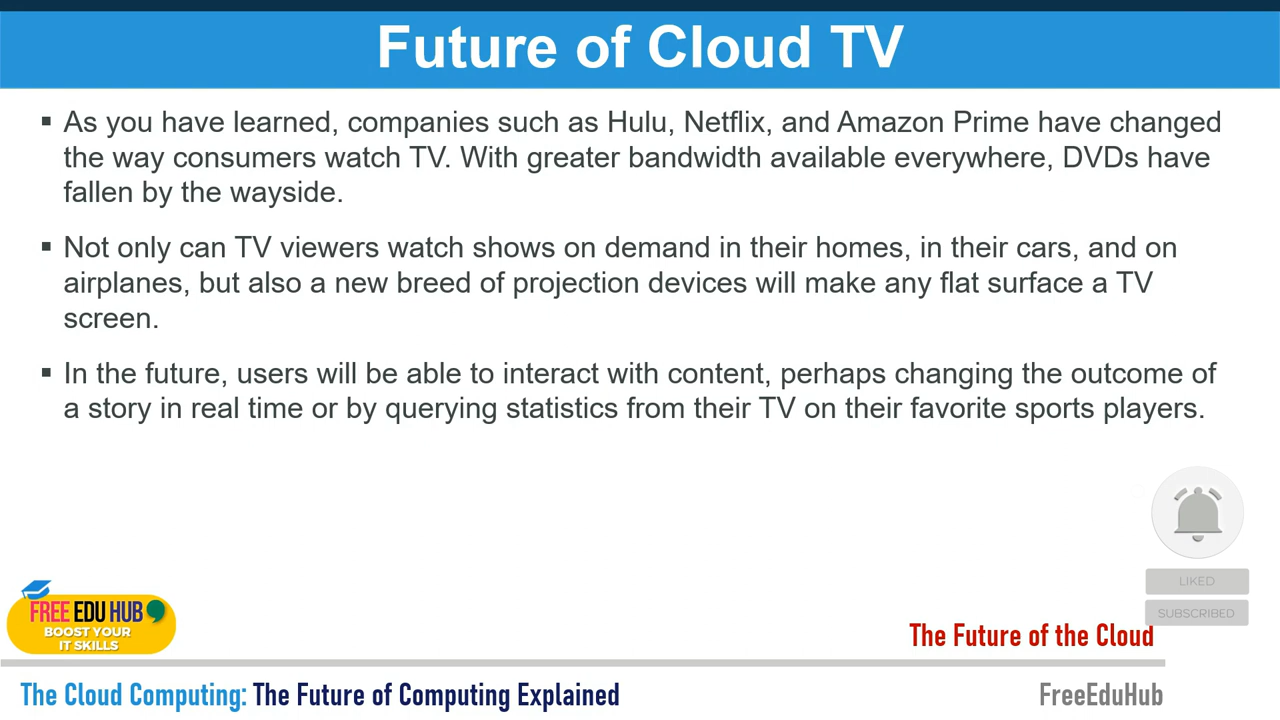 Future of Cloud TV
▪ As you have learned, companies such as Hulu, Netflix, and Amazon Prime have changed
the way consumers watch TV. With greater bandwidth available everywhere, DVDs have
fallen by the wayside.
▪ Not only can TV viewers watch shows on demand in their homes, in their cars, and on
airplanes, but also a new breed of projection devices will make any flat surface a TV
screen.
▪ In the future, users will be able to interact with content, perhaps changing the outcome of
a story in real time or by querying statistics from their TV on their favorite sports players.
LIKED
SUBSCRIBED
FREE EDU HUB
BOOST YOUR
IT SKILLS
The Future of the Cloud
The Cloud Computing: The Future of Computing Explained
FreeEduHub